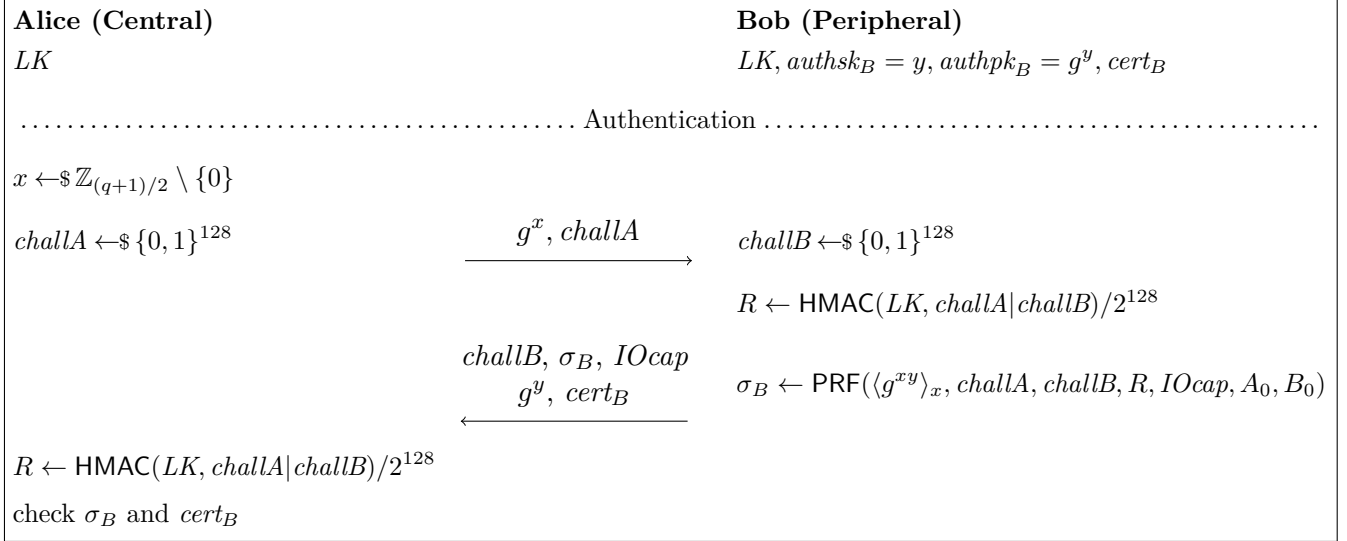 Alice (Central) Bob (Peripheral)
LK LK, authsk_B = y, authpk_B = g^y, cert_B
................................................ Authentication ................................................
x ←$ ℤ_{(q+1)/2} \ {0}
challA ←$ {0, 1}^{128} g^x, challA challB ←$ {0, 1}^{128}
R ← HMAC(LK, challA|challB)/2^{128}
challB, σ_B, IOcap
g^y, cert_B
σ_B ← PRF(⟨g^{xy}⟩_x, challA, challB, R, IOcap, A_0, B_0)
R ← HMAC(LK, challA|challB)/2^{128}
check σ_B and cert_B